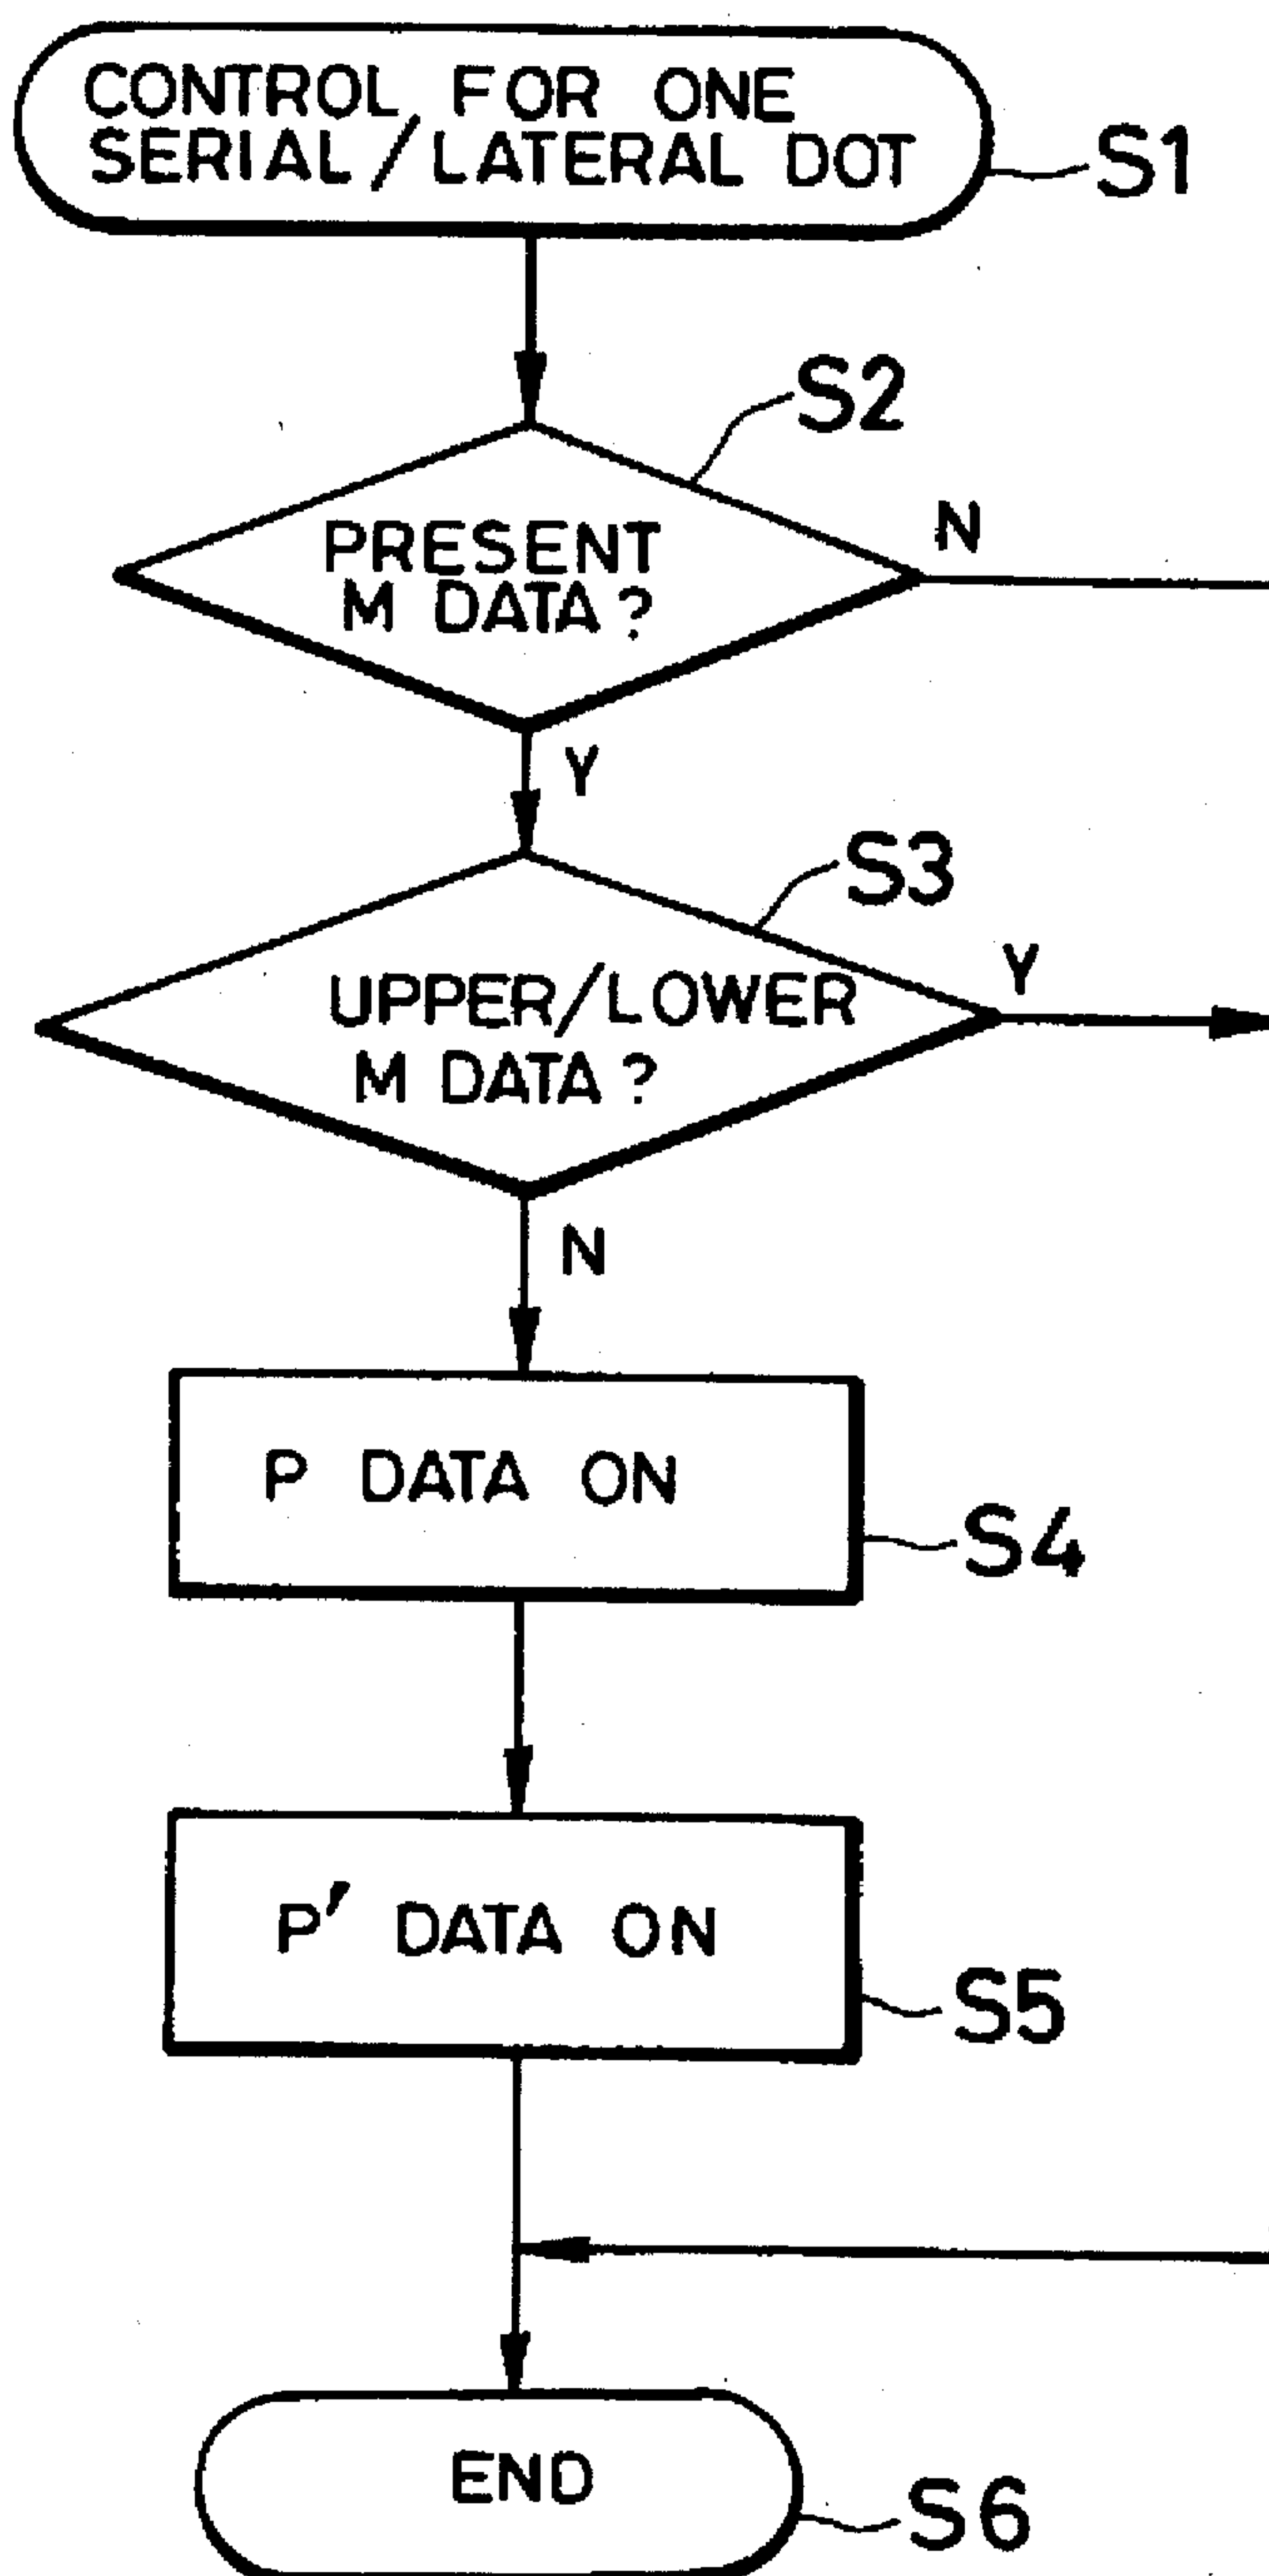 CONTROL FOR ONE
SERIAL/LATERAL DOT
S1
S2
PRESENT
M DATA?
N
Y
S3
UPPER/LOWER
M DATA?
Y
N
P DATA ON
S4
P' DATA ON
S5
END
S6